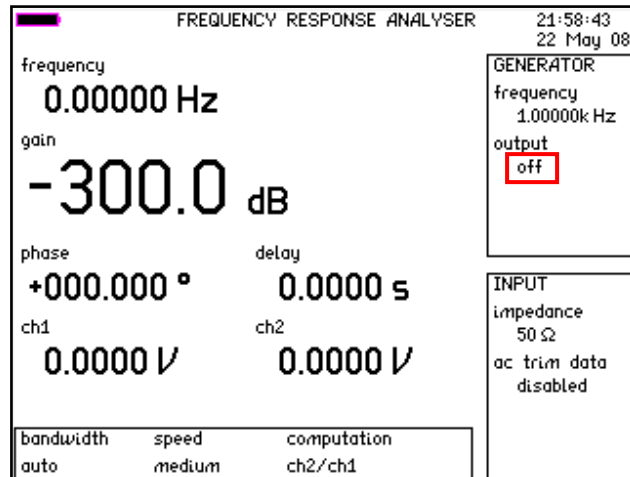 FREQUENCY RESPONSE ANALYSER
21:58:43
22 May 08
frequency
0.00000 Hz
gain
-300.0 dB
phase
delay
+000.000 °
0.0000 s
ch1
ch2
0.0000 V
0.0000 V
bandwidth
speed
computation
auto
medium
ch2/ch1
GENERATOR
frequency
1.00000k Hz
output
off
INPUT
impedance
50 Ω
ac trim data
disabled